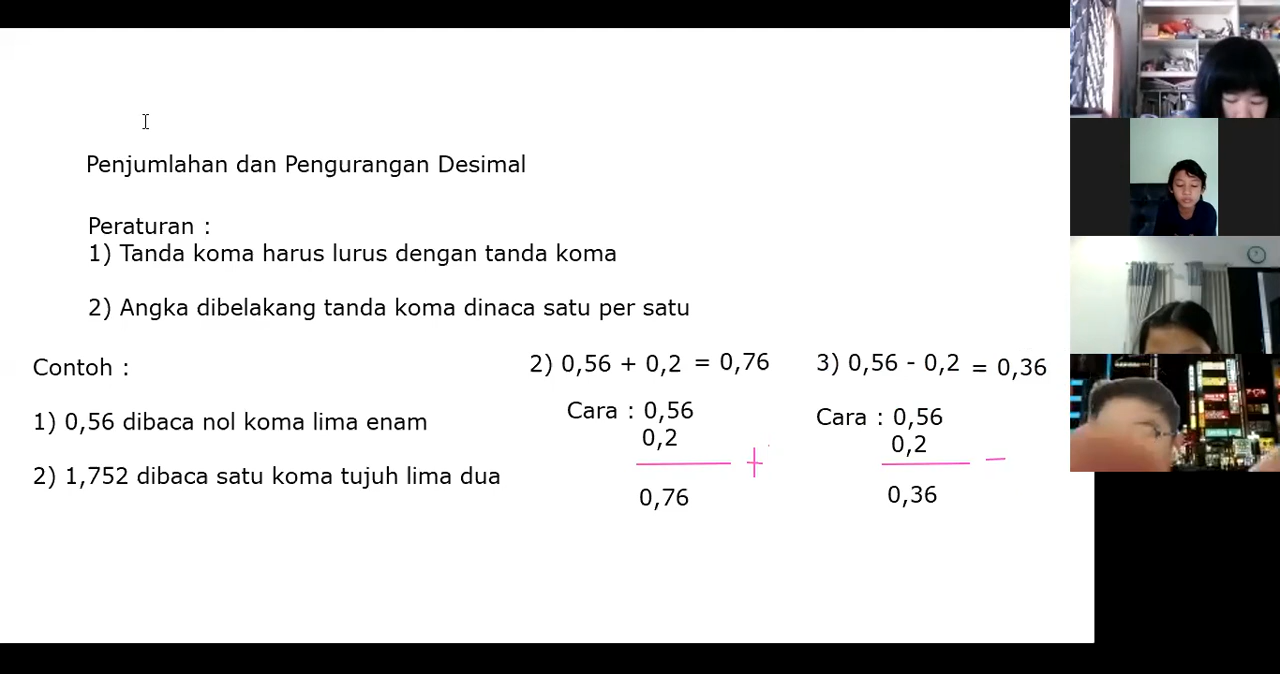 Penjumlahan dan Pengurangan Desimal
Peraturan :
1) Tanda koma harus lurus dengan tanda koma
2) Angka dibelakang tanda koma dinaca satu per satu
Contoh :
1) 0,56 dibaca nol koma lima enam
2) 1,752 dibaca satu koma tujuh lima dua
2) 0,56 + 0,2 = 0,76
Cara : 0,56
0,2
+
0,76
3) 0,56 - 0,2 = 0,36
Cara : 0,56
0,2
-
0,36